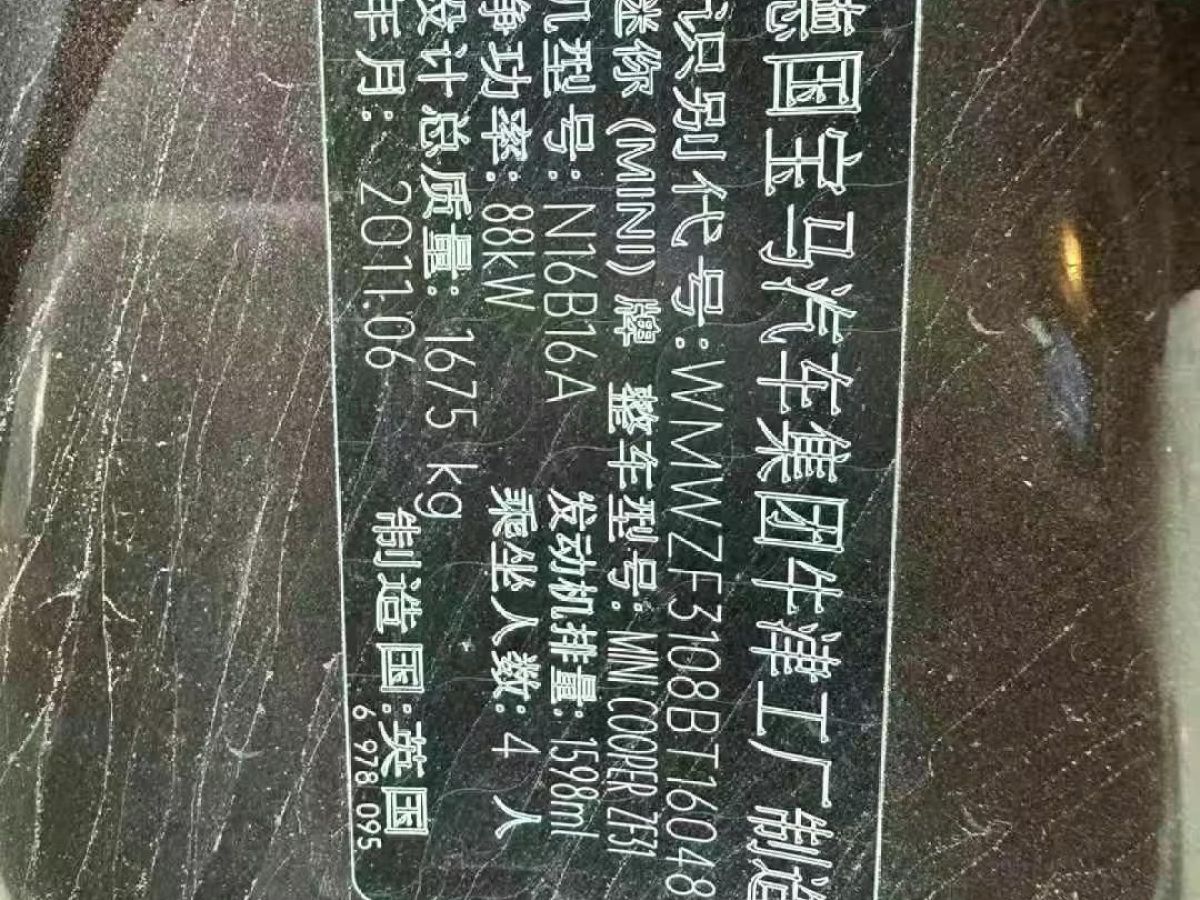 德国宝马汽车集团牛津工厂制造
识别代号:WMWZF3108BT16048
迷你(MINI)牌 整车型号:MINI COOPER ZF31
机型号:N16B16A 发动机排量:1598ml
净功率:88kW 乘坐人数:4 人
设计总质量:1675 kg
年月:2011.06 制造国:英国
6 978 095